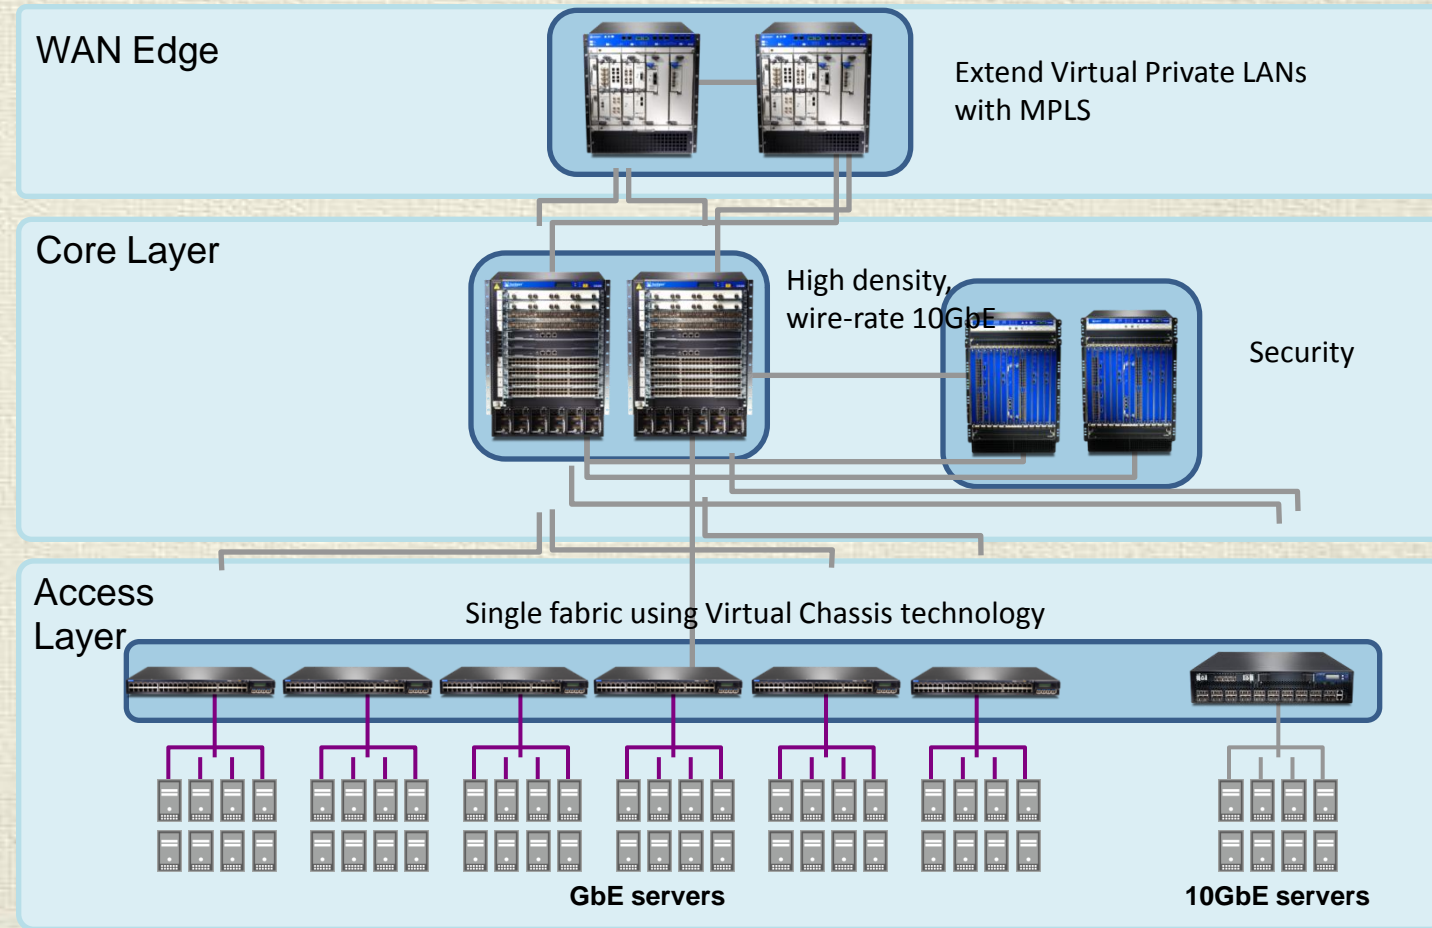 WAN Edge
Extend Virtual Private LANs
with MPLS
Core Layer
High density,
wire-rate 10GbE
Security
Access
Layer
Single fabric using Virtual Chassis technology
GbE servers
10GbE servers